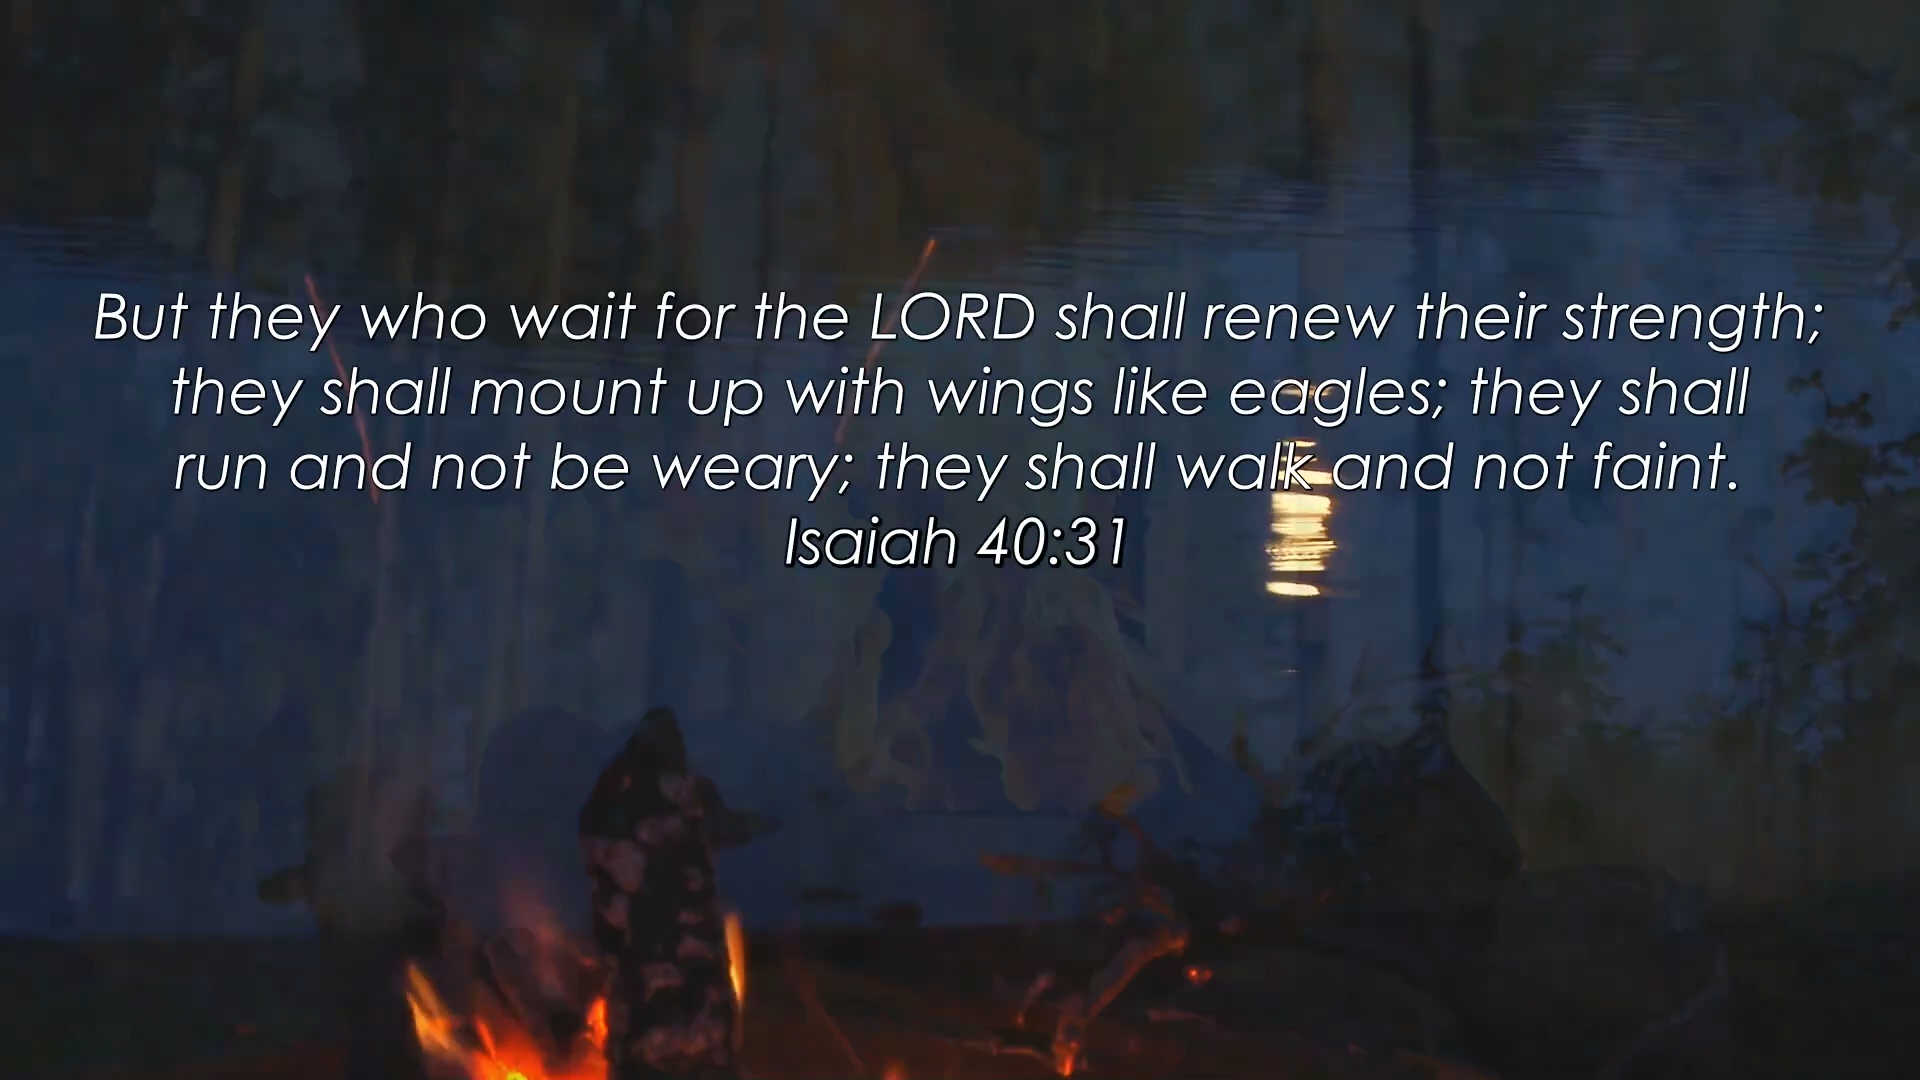 But they who wait for the LORD shall renew their strength;
they shall mount up with wings like eagles; they shall
run and not be weary; they shall walk and not faint.
Isaiah 40:31